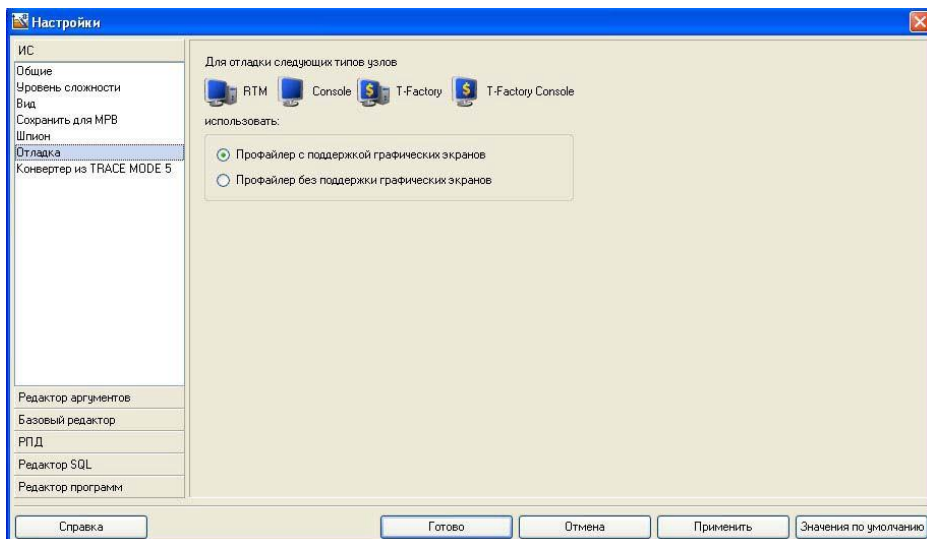 Настройки
ИС
Общие
Уровень сложности
Вид
Сохранить для МРВ
Шпион
Отладка
Конвертер из TRACE MODE 5
Редактор аргументов
Базовый редактор
РПД
Редактор SQL
Редактор программ
Для отладки следующих типов узлов
RTM Console T-Factory T-Factory Console
использовать:
Профайлер с поддержкой графических экранов
Профайлер без поддержки графических экранов
Справка Готово Отмена Применить Значения по умолчанию